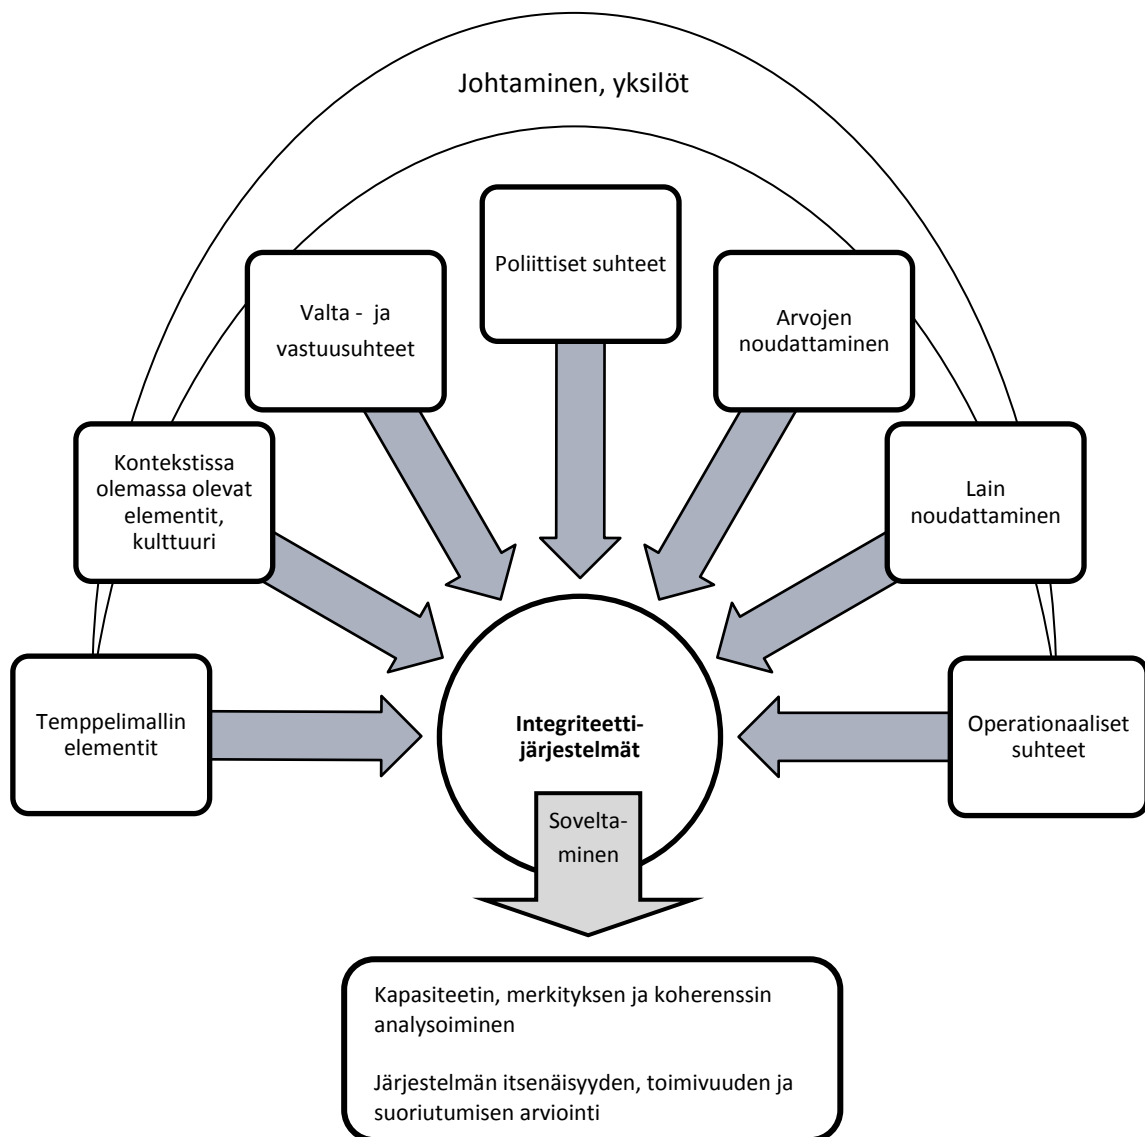 Johtaminen, yksilöt
Poliittiset suhteet
Valta - ja
vastuusuhteet
Arvojen
noudattaminen
Kontekstissa
olemassa olevat
elementit,
kulttuuri
Lain
noudattaminen
Temppelimallin
elementit
Integriteetti-
järjestelmät
Operationaaliset
suhteet
Sovelta-
minen
Kapasiteetin, merkityksen ja koherenssin
analysoiminen
Järjestelmän itsenäisyyden, toimivuuden ja
suoriutumisen arviointi